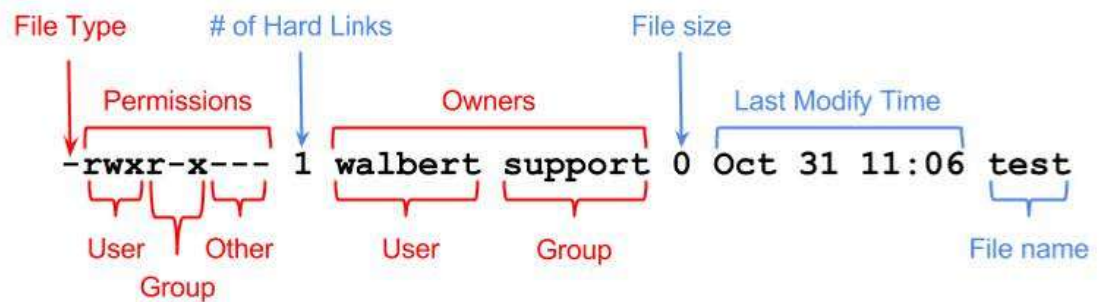 File Type # of Hard Links File size
Permissions Owners Last Modify Time
-rwxr-x--- 1 walbert support 0 Oct 31 11:06 test
User Other User Group File name
Group